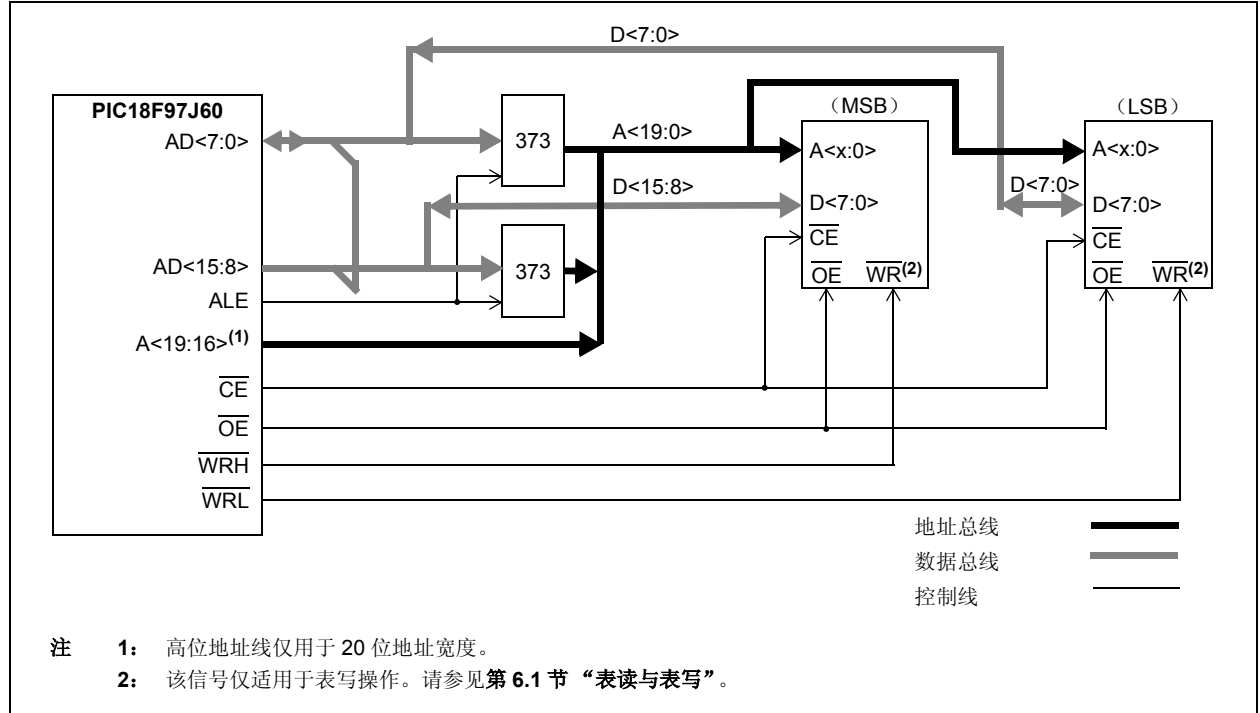 D<7:0>
PIC18F97J60
AD<7:0>
AD<15:8>
ALE
A<19:16>(1)
CE
OE
WRH
WRL
373
373
A<19:0>
D<15:8>
(MSB)
A<x:0>
D<7:0>
CE
OE WR(2)
(LSB)
D<7:0>
A<x:0>
D<7:0>
CE
OE WR(2)
地址总线
数据总线
控制线
注 1： 高位地址线仅用于 20 位地址宽度。
2： 该信号仅适用于表写操作。请参见第 6.1 节 “表读与表写”。